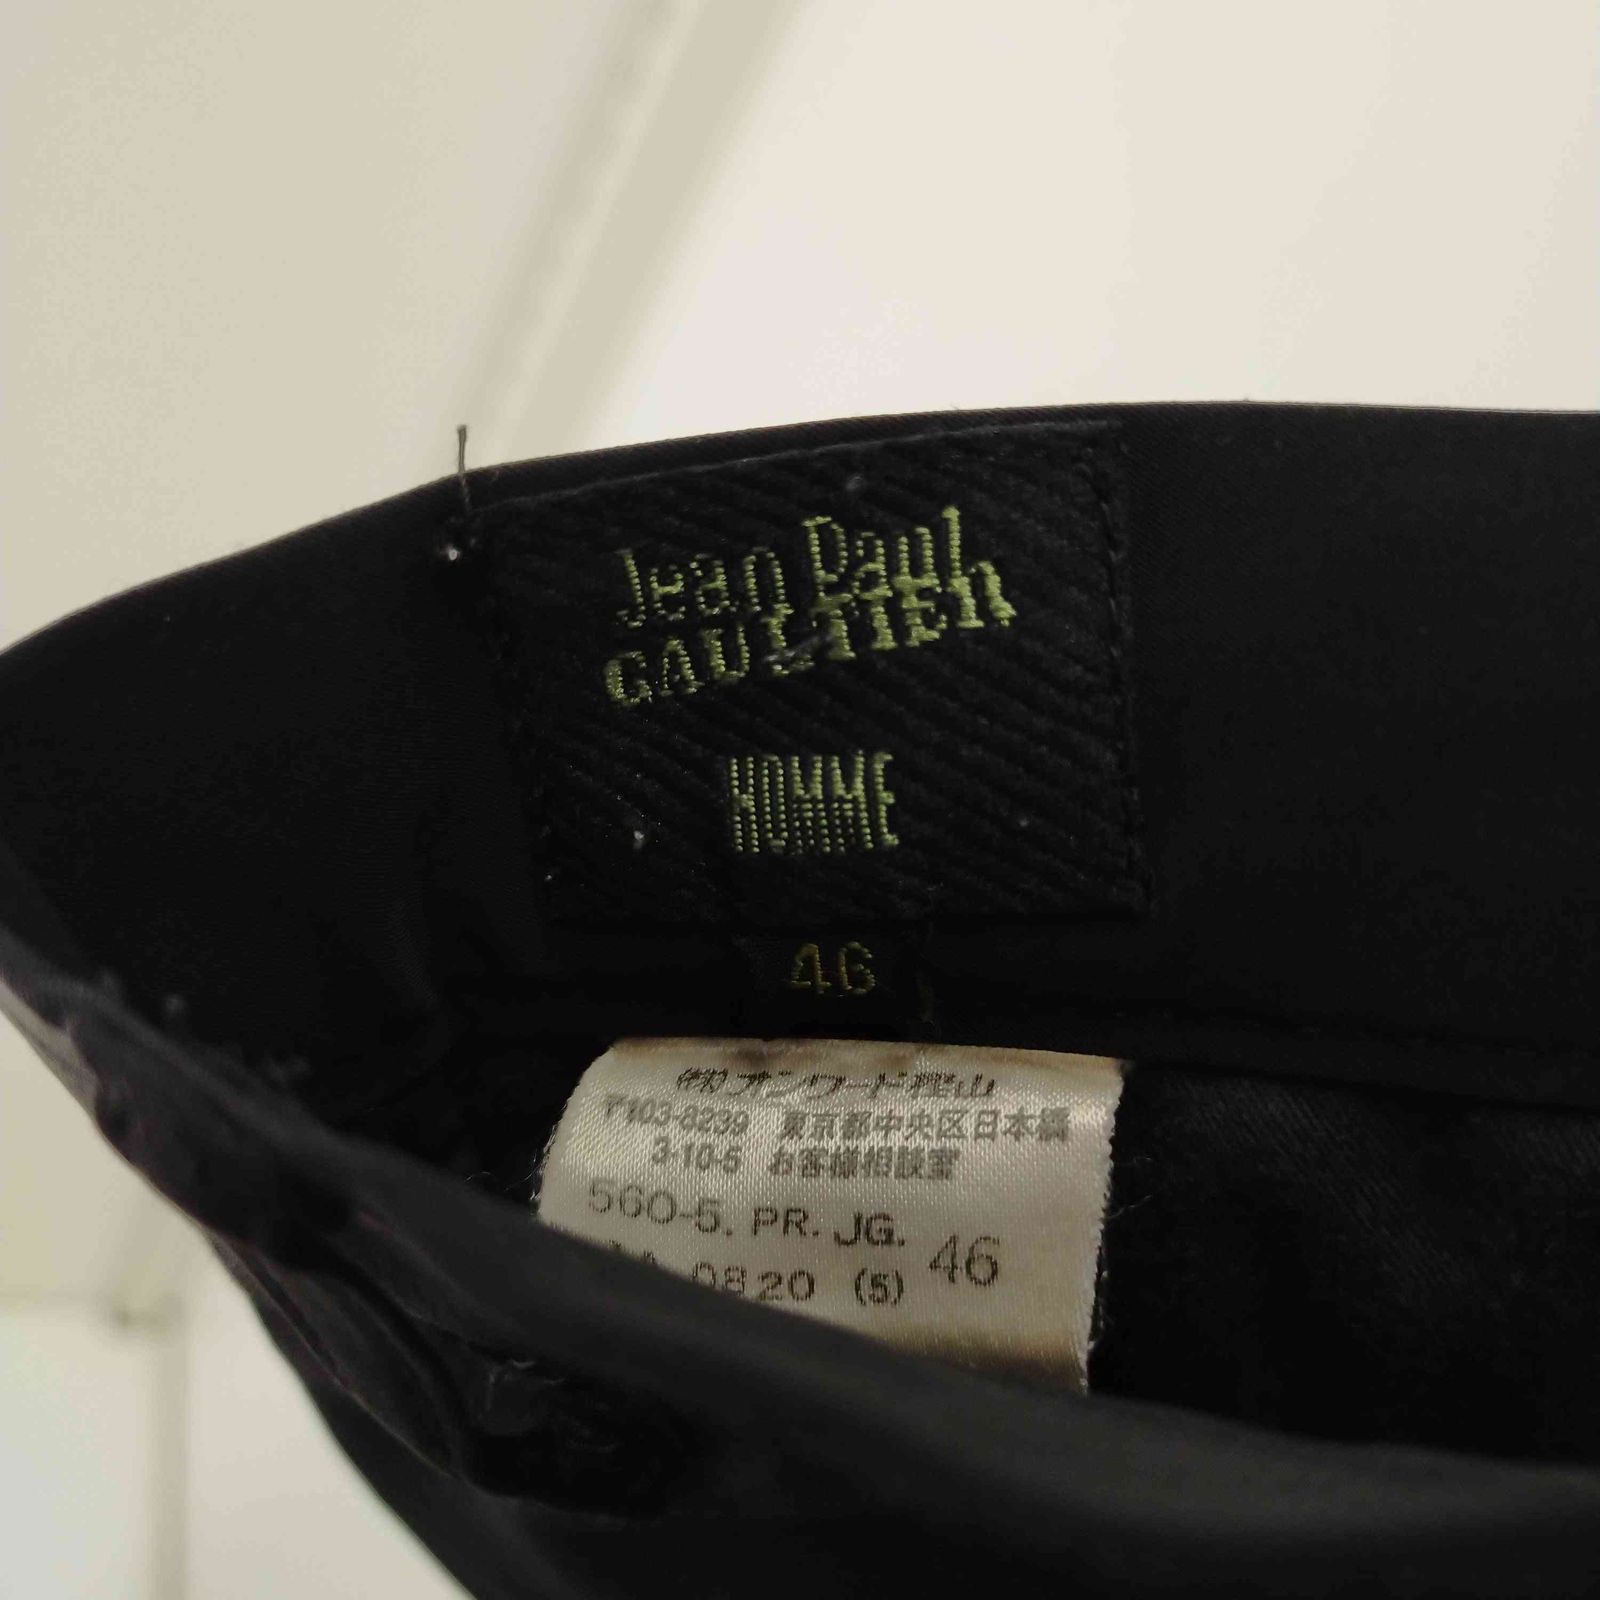 Jean Paul
GAULTIER
HOMME
46
㈱オンワード樫山
〒103-8239 東京都中央区日本橋
3-10-5 お客様相談室
560-5. PR. JG.
0820 (5) 46